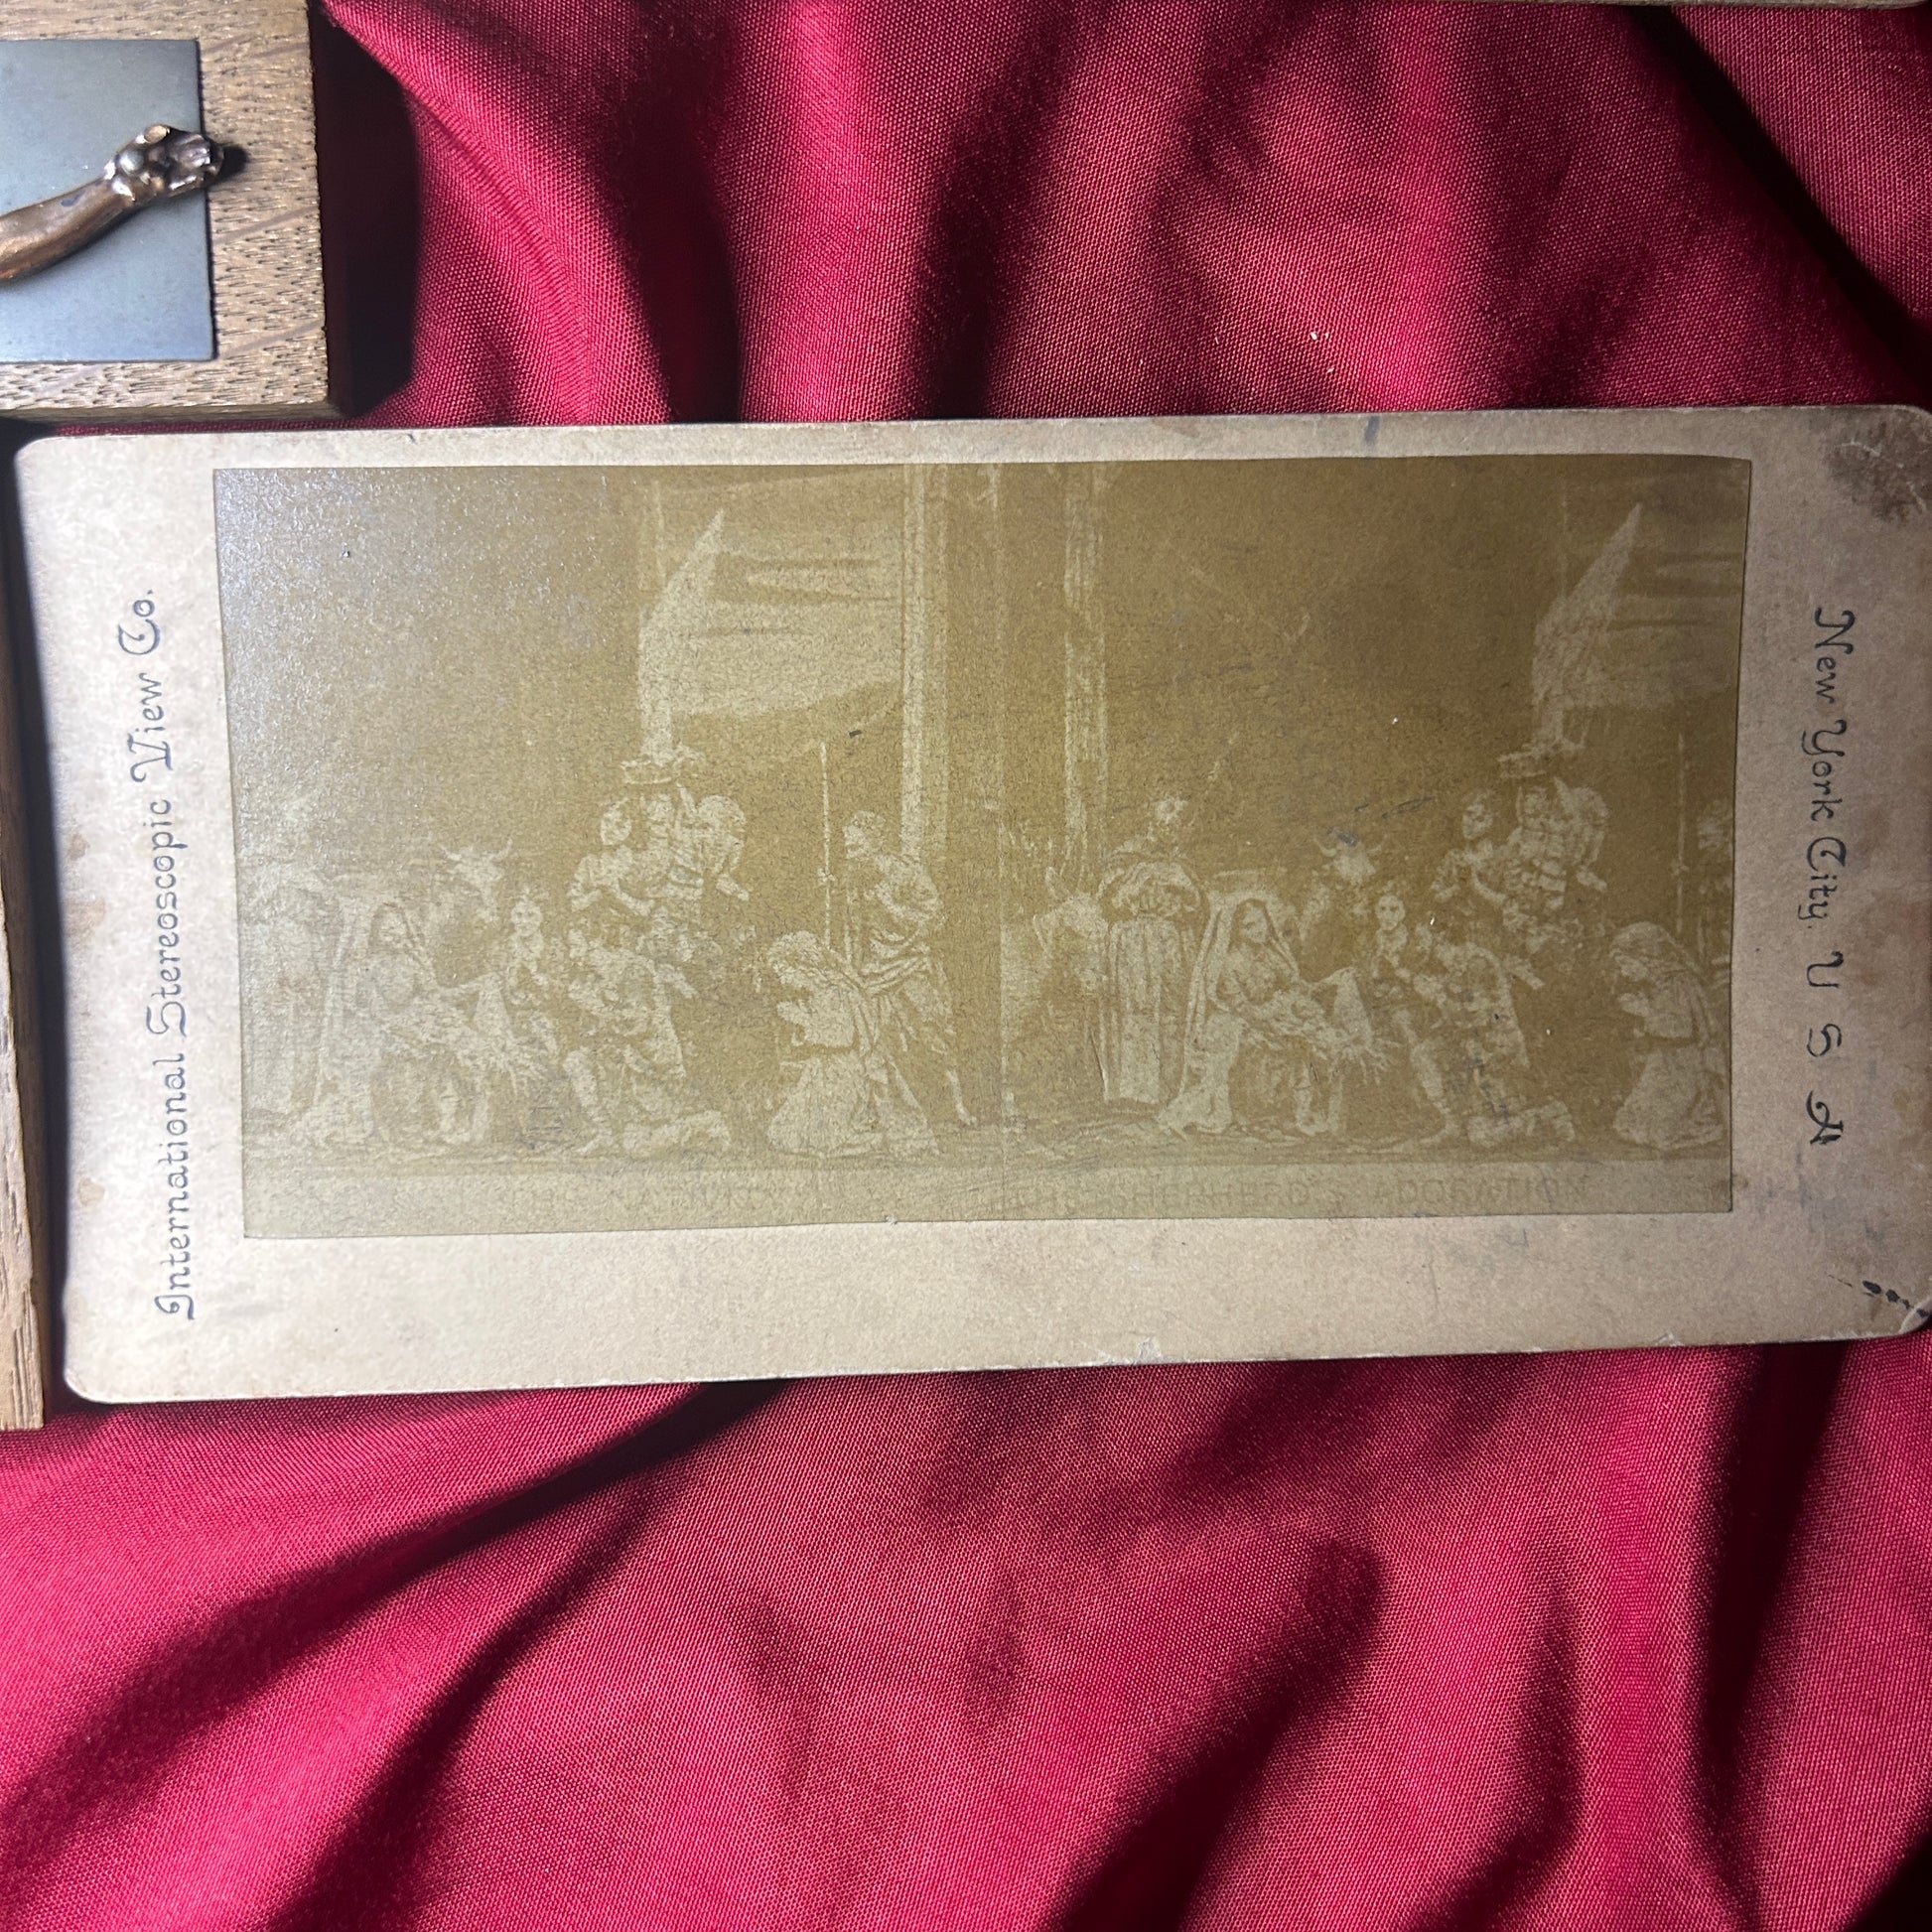 International Stereoscopic View Co.
New York City, U S A
NATIVITY SHEPHERD'S ADORATION